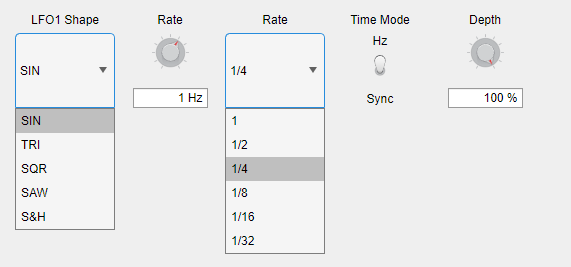 LFO1 Shape
Rate
Rate
Time Mode
Depth
SIN
1 Hz
1/4
Hz
Sync
100 %
SIN
TRI
SQR
SAW
S&H
1
1/2
1/4
1/8
1/16
1/32